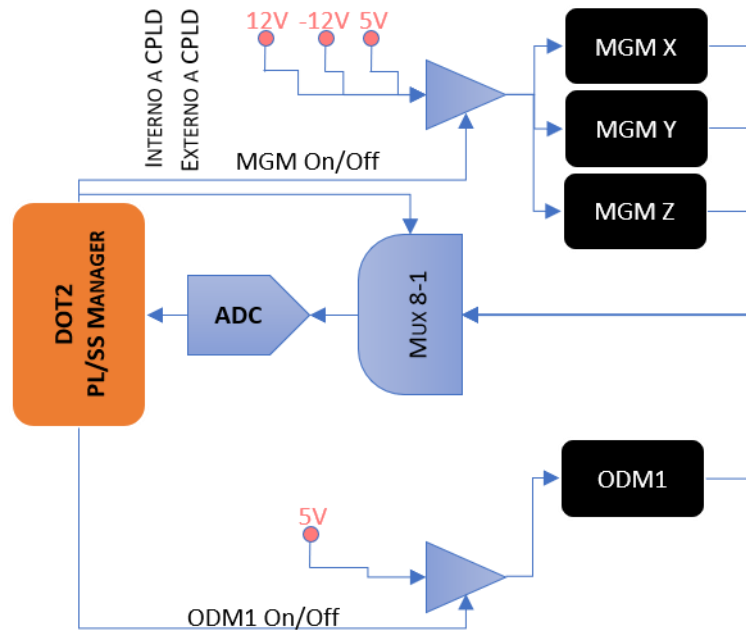 12V -12V 5V
INTERNO A CPLD
EXTERNO A CPLD
MGM X
MGM Y
MGM Z
MGM On/Off
DOT2
PL/SS MANAGER
ADC
MUX 8-1
ODM1
5V
ODM1 On/Off